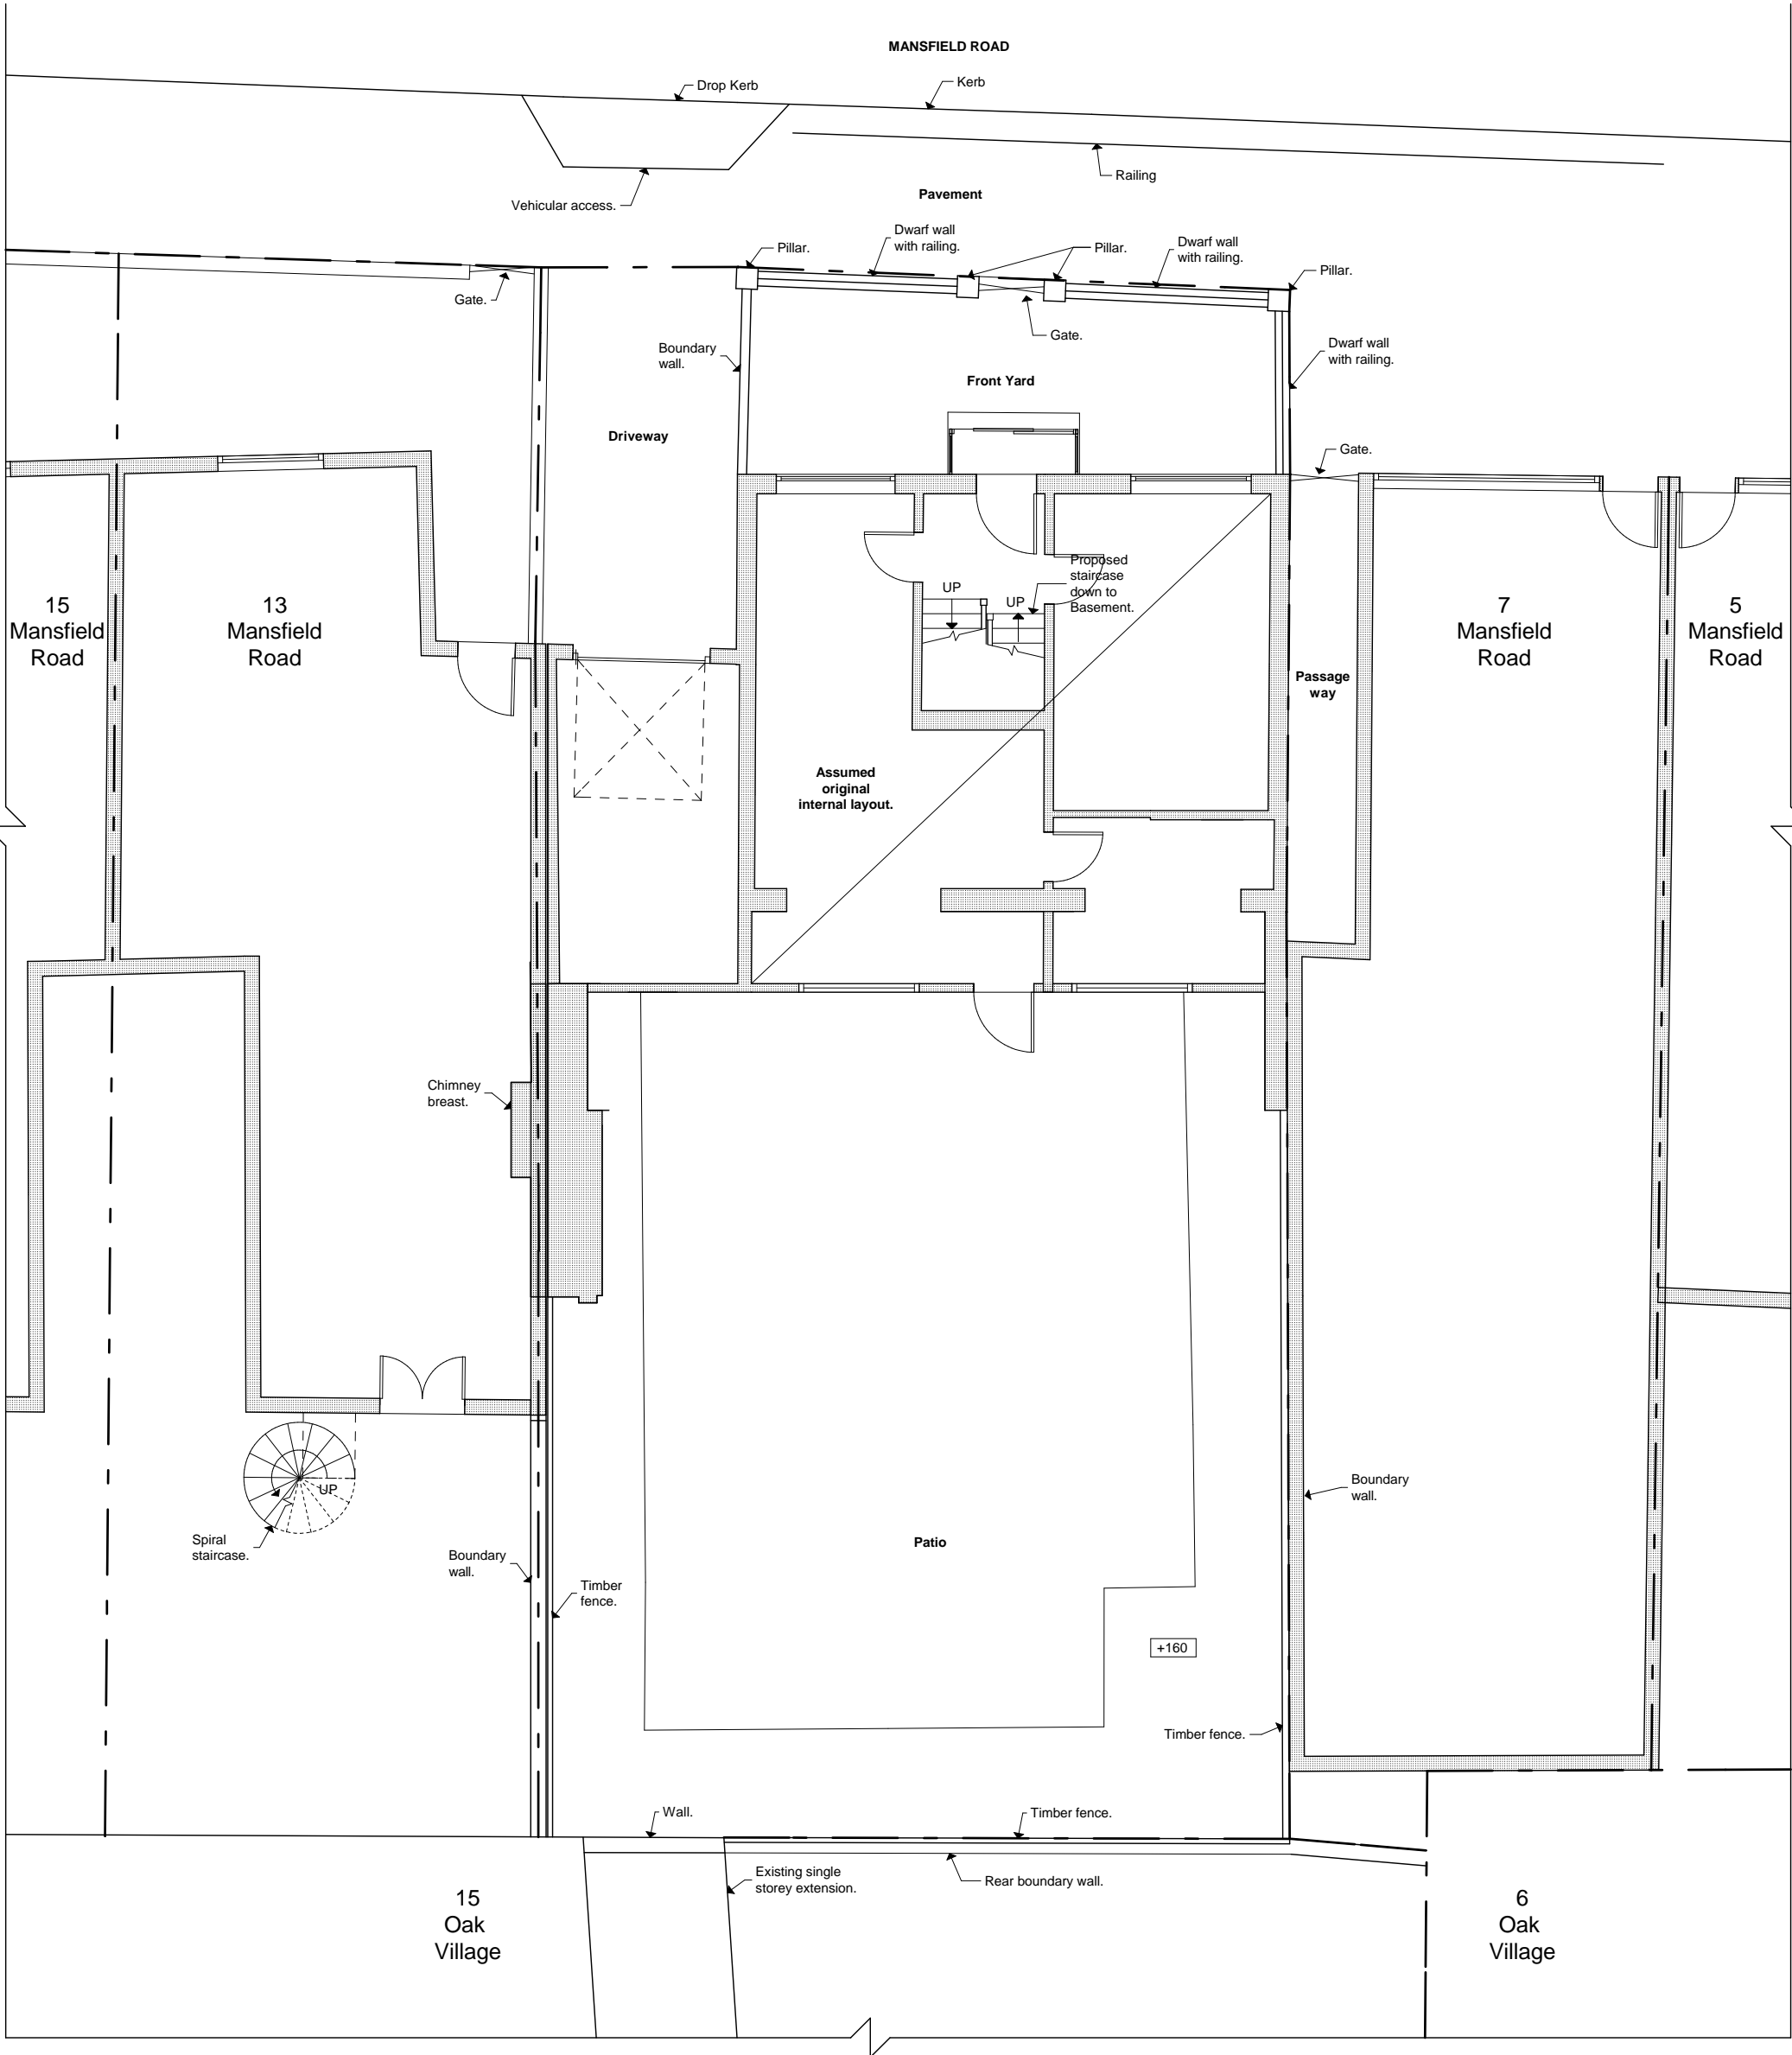 MANSFIELD ROAD
Drop Kerb
Kerb
Railing
Vehicular access.
Pavement
Pillar.
Dwarf wall
with railing.
Pillar.
Dwarf wall
with railing.
Pillar.
Gate.
Gate.
Boundary
wall.
Dwarf wall
with railing.
Front Yard
Driveway
Gate.
UP
UP
Proposed
staircase
down to
Basement.
15
Mansfield
Road
13
Mansfield
Road
7
Mansfield
Road
5
Mansfield
Road
Passage
way
Assumed
original
internal layout.
Chimney
breast.
UP
Spiral
staircase.
Boundary
wall.
Timber
fence.
Patio
Boundary
wall.
+160
Timber fence.
Wall.
Timber fence.
Existing single
storey extension.
Rear boundary wall.
15
Oak
Village
6
Oak
Village